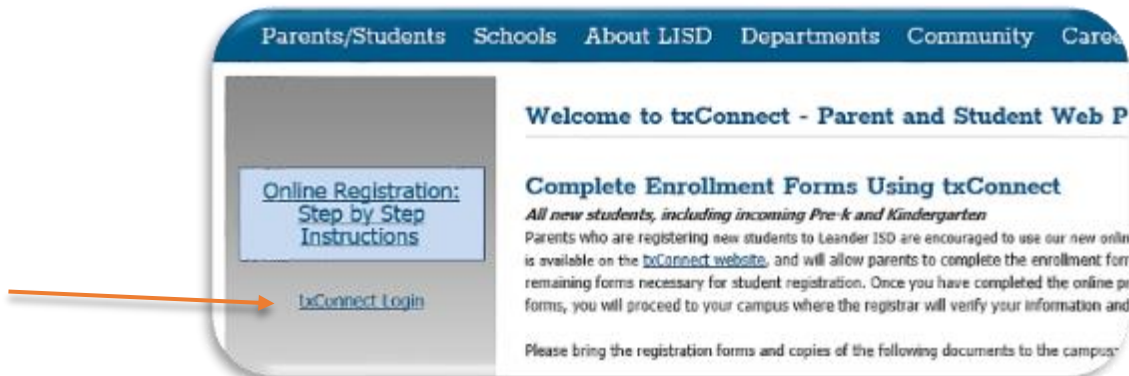 Parents/Students Schools About LISD Departments Community Caree
Online Registration:
Step by Step
Instructions
txConnect Login
Welcome to txConnect - Parent and Student Web P
Complete Enrollment Forms Using txConnect
All new students, including incoming Pre-k and Kindergarten
Parents who are registering new students to Leander ISD are encouraged to use our new onlin
is available on the txConnect website, and will allow parents to complete the enrollment form
remaining forms necessary for student registration. Once you have completed the online pr
forms, you will proceed to your campus where the registrar will verify your information and
Please bring the registration forms and copies of the following documents to the campus: